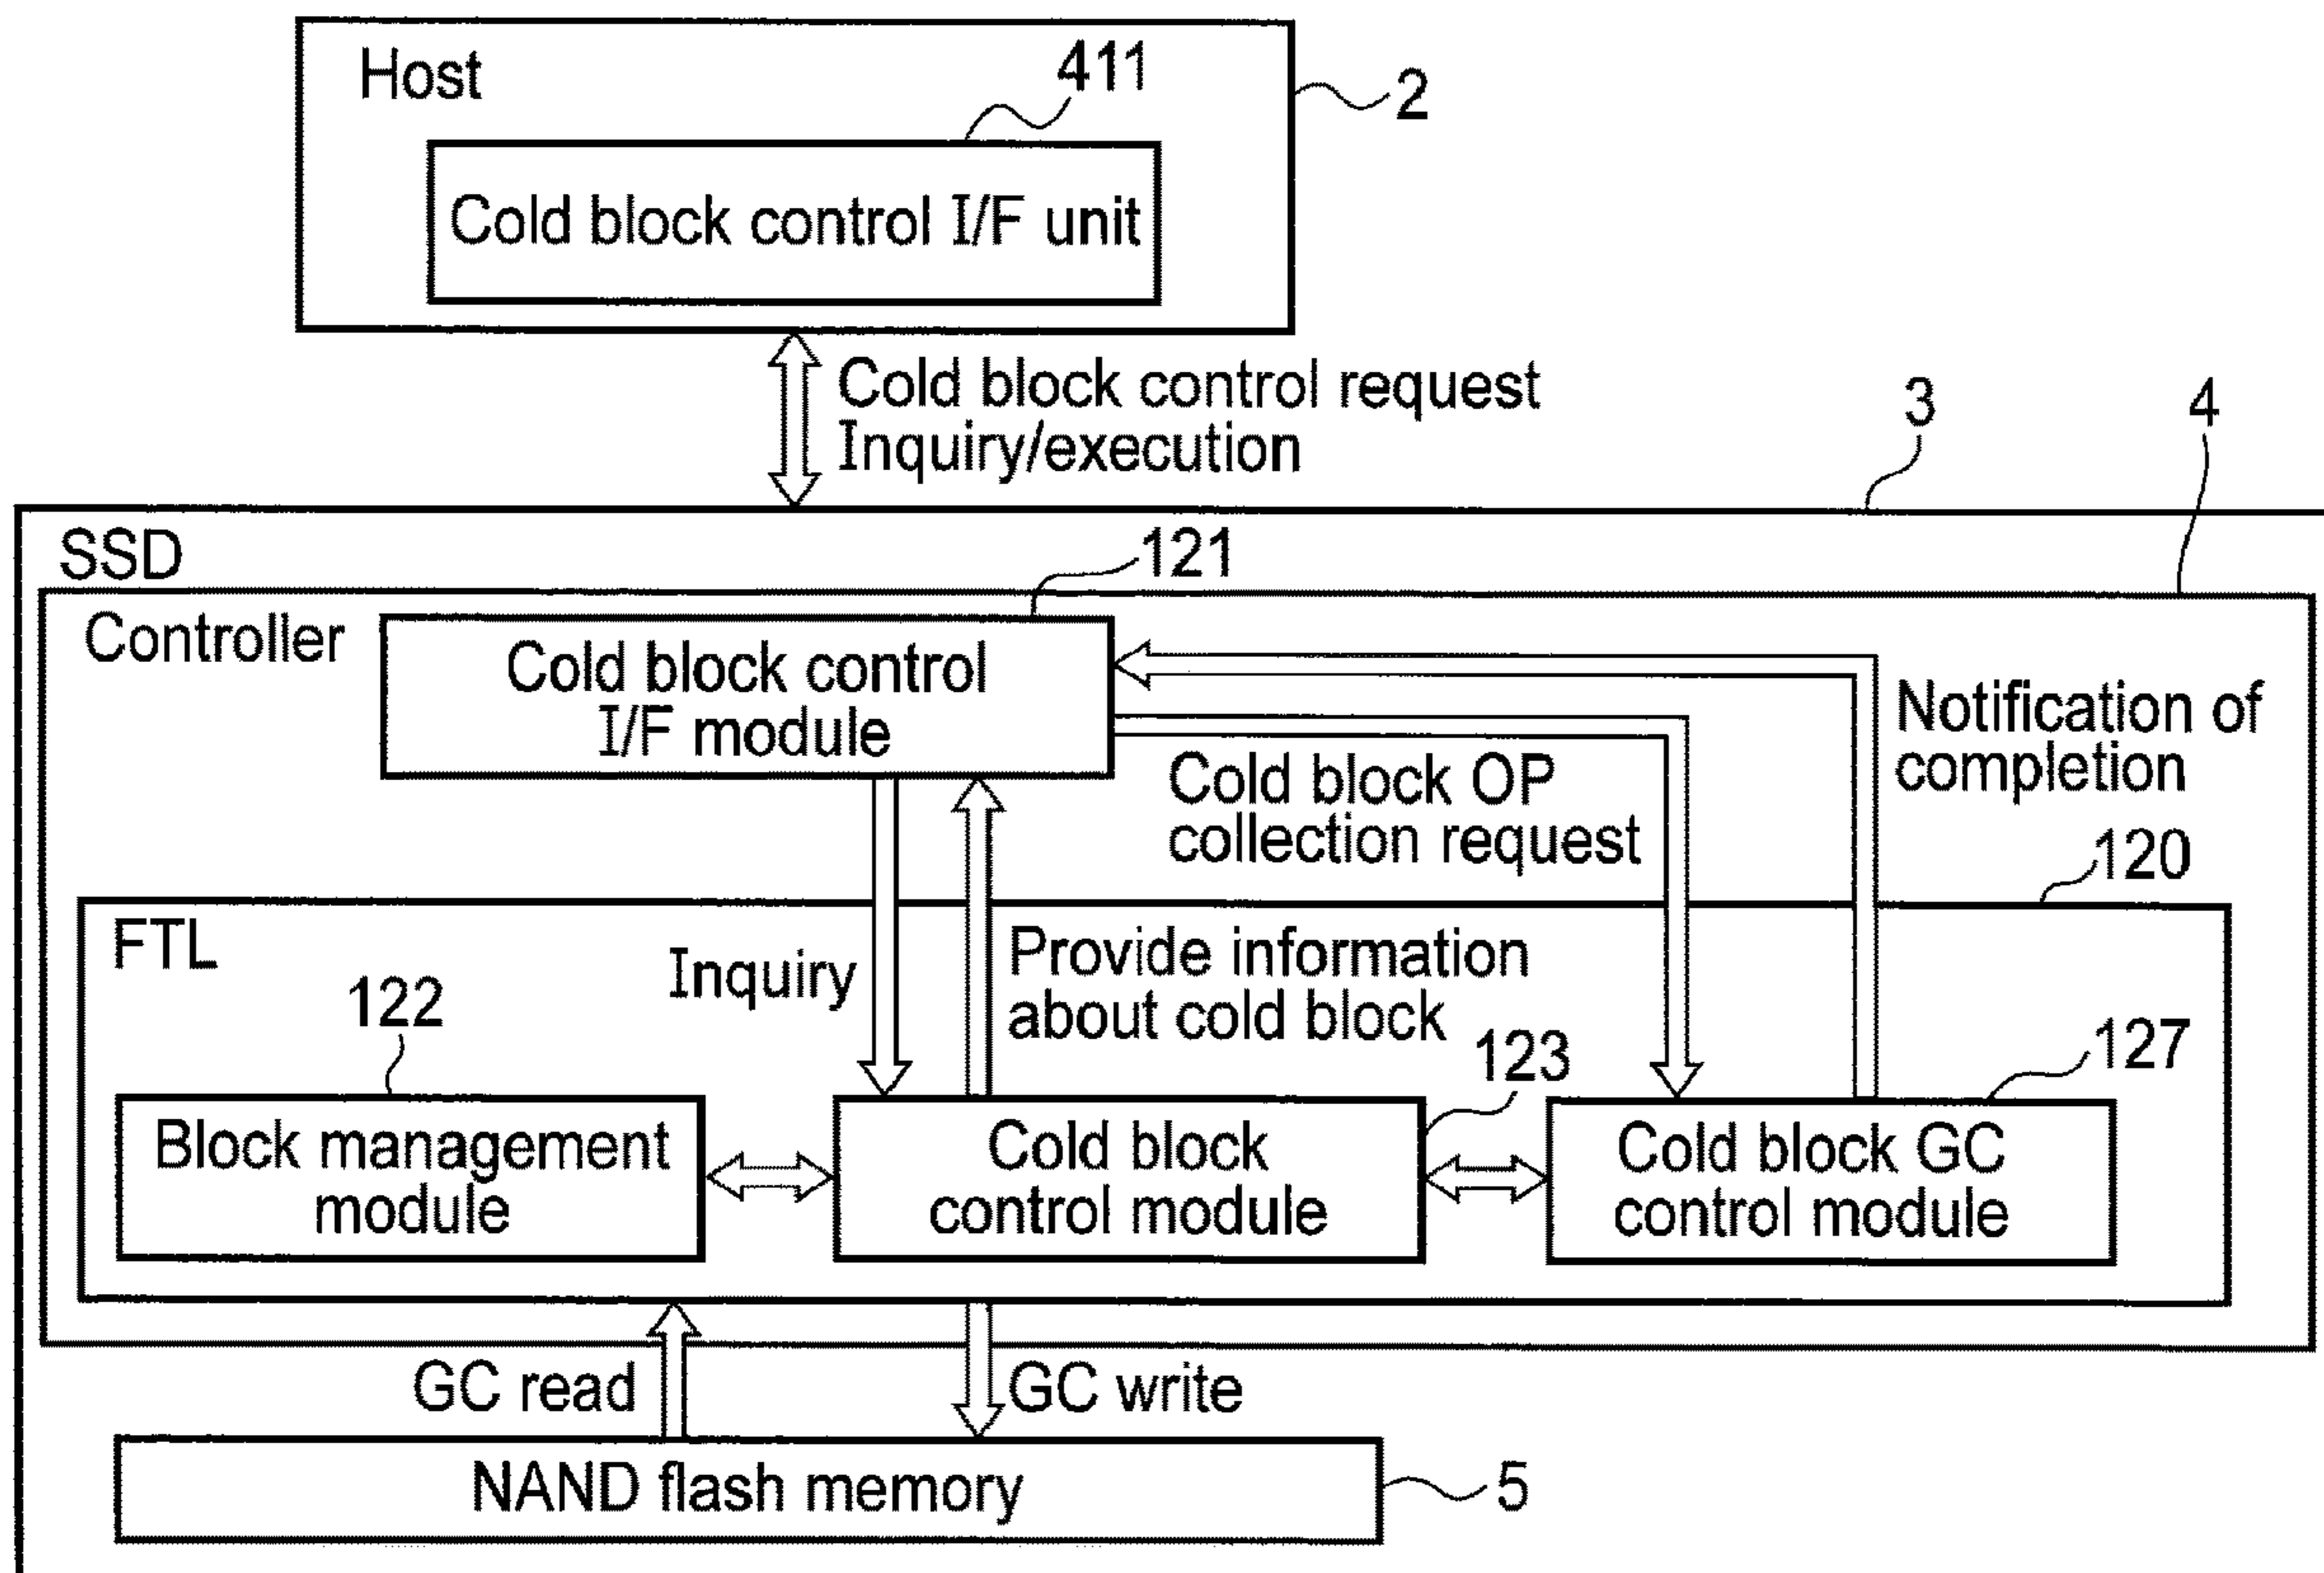 Host
411
2
Cold block control I/F unit
Cold block control request
Inquiry/execution
3
4
SSD
121
Controller
Cold block control
I/F module
Notification of
completion
Cold block OP
collection request
120
FTL
Inquiry
Provide information
about cold block
122
123
127
Block management
module
Cold block
control module
Cold block GC
control module
GC read
GC write
NAND flash memory
5